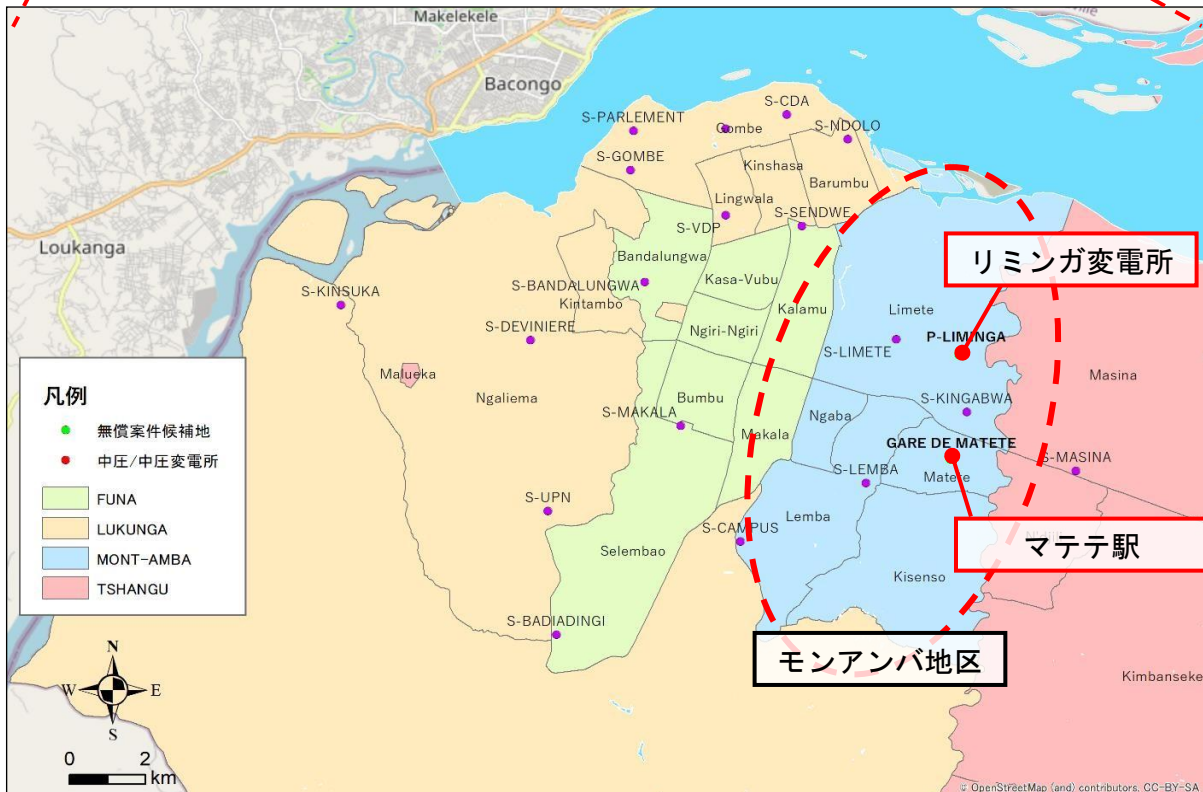 Makelekele
ville
Bacongo
S-CDA
S-PARLEMENT
Gombe
S-NDOLO
S-GOMBE
Kinshasa
Barumbu
Lingwala
S-SENDWE
S-VDP
Loukanga
Bandalungwa
リミンガ変電所
S-BANDALUNGWA
Kasa-Vubu
S-KINSUKA
Kintambo
Kalamu
Limete
S-DEVINIERE
Ngiri-Ngiri
P-LIMINGA
S-LIMETE
Malueka
Masina
凡例
Ngaliema
Bumbu
S-MAKALA
Ngaba
S-KINGABWA
無償案件候補地
Makala
GARE DE MATETE
中圧/中圧変電所
S-MASINA
S-LEMBA
Matete
FUNA
S-UPN
LUKUNGA
Lemba
S-CAMPUS
マテテ駅
MONT-AMBA
Selembao
TSHANGU
Kisenso
S-BADIADINGI
モンアンバ地区
Kimbanseke
N
W E
S
0 2
km
© OpenStreetMap (and) contributors, CC-BY-SA